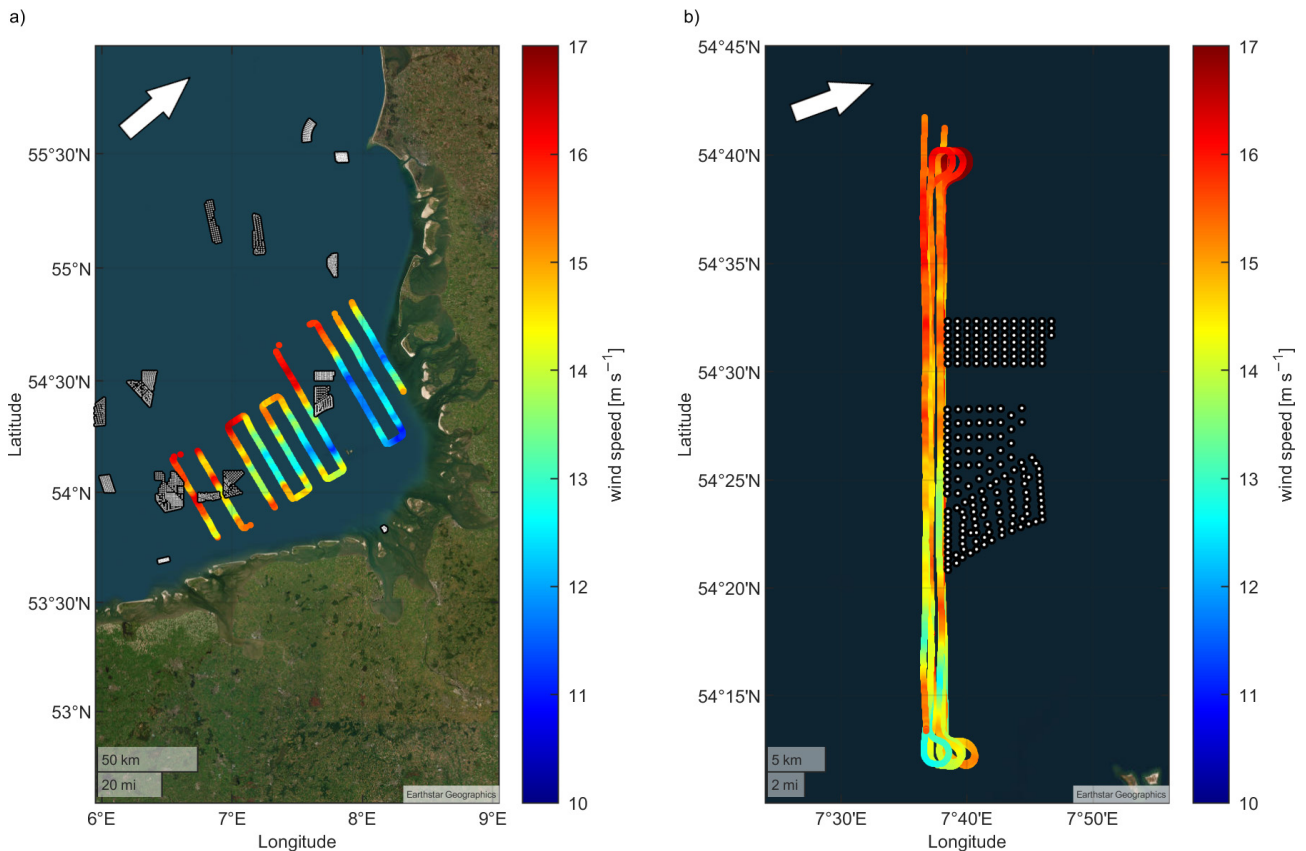 a)
17
16
15
14
13
12
11
10
wind speed [m s⁻¹]
55°30'N
55°N
54°30'N
54°N
53°30'N
53°N
Latitude
50 km
20 mi
Earthstar Geographics
6°E
7°E
8°E
9°E
Longitude
b)
17
16
15
14
13
12
11
10
wind speed [m s⁻¹]
54°45'N
54°40'N
54°35'N
54°30'N
54°25'N
54°20'N
54°15'N
Latitude
5 km
2 mi
Earthstar Geographics
7°30'E
7°40'E
7°50'E
Longitude